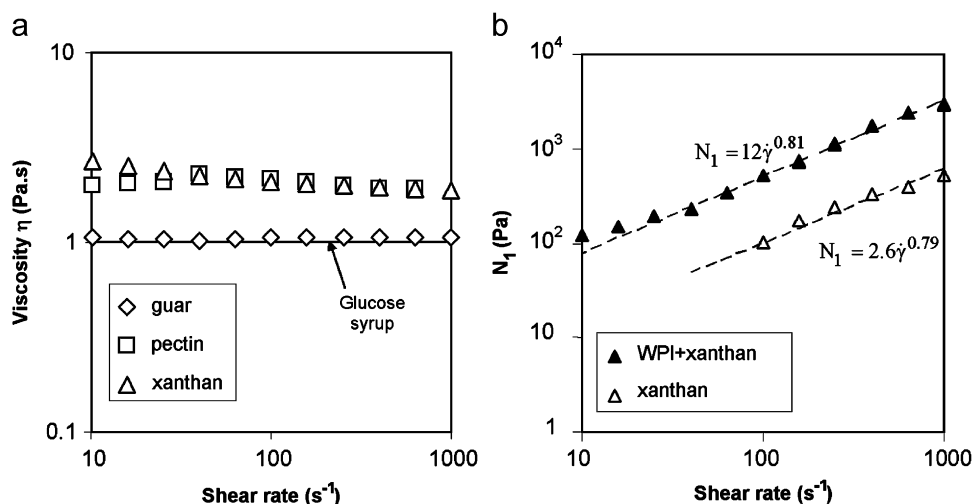 a
10
Viscosity η (Pa.s)
1
0.1
Glucose
syrup
guar
pectin
xanthan
10
100
1000
Shear rate (s⁻¹)
b
10⁴
10³
10²
10
1
N₁ (Pa)
N₁ = 12γ̇^0.81
N₁ = 2.6γ̇^0.79
WPI+xanthan
xanthan
10
100
1000
Shear rate (s⁻¹)